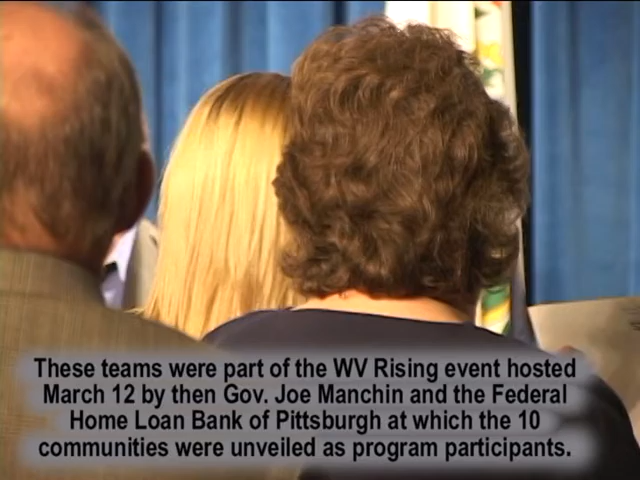 These teams were part of the WV Rising event hosted
March 12 by then Gov. Joe Manchin and the Federal
Home Loan Bank of Pittsburgh at which the 10
communities were unveiled as program participants.